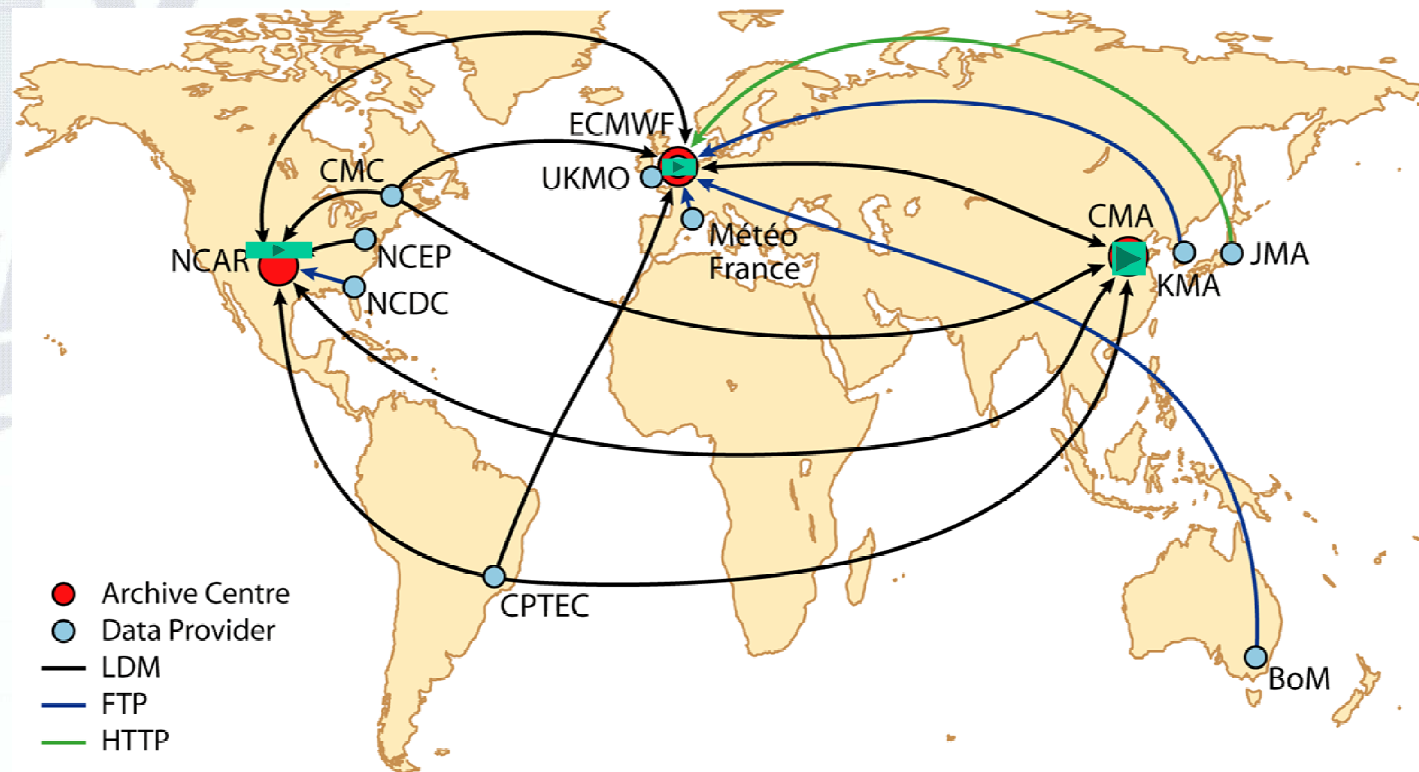 ECMWF
CMC
UKMO
CMA
NCAR
NCEP
Météo
France
JMA
KMA
NCDC
CPTEC
BoM
Archive Centre
Data Provider
LDM
FTP
HTTP